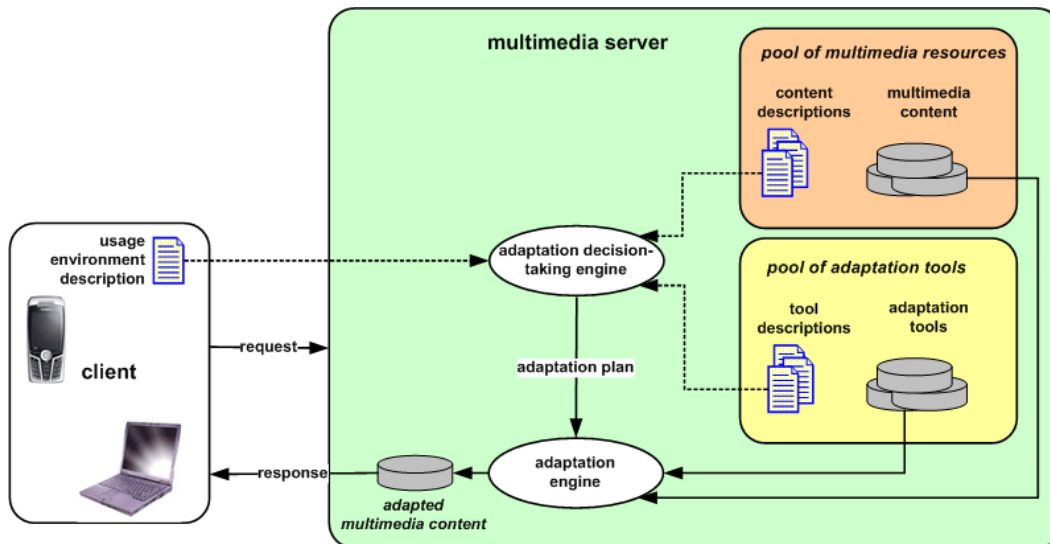 multimedia server
pool of multimedia resources
content
descriptions
multimedia
content
usage
environment
description
adaptation decision-
taking engine
pool of adaptation tools
tool
descriptions
adaptation
tools
request
client
adaptation plan
response
adaptation
engine
adapted
multimedia content